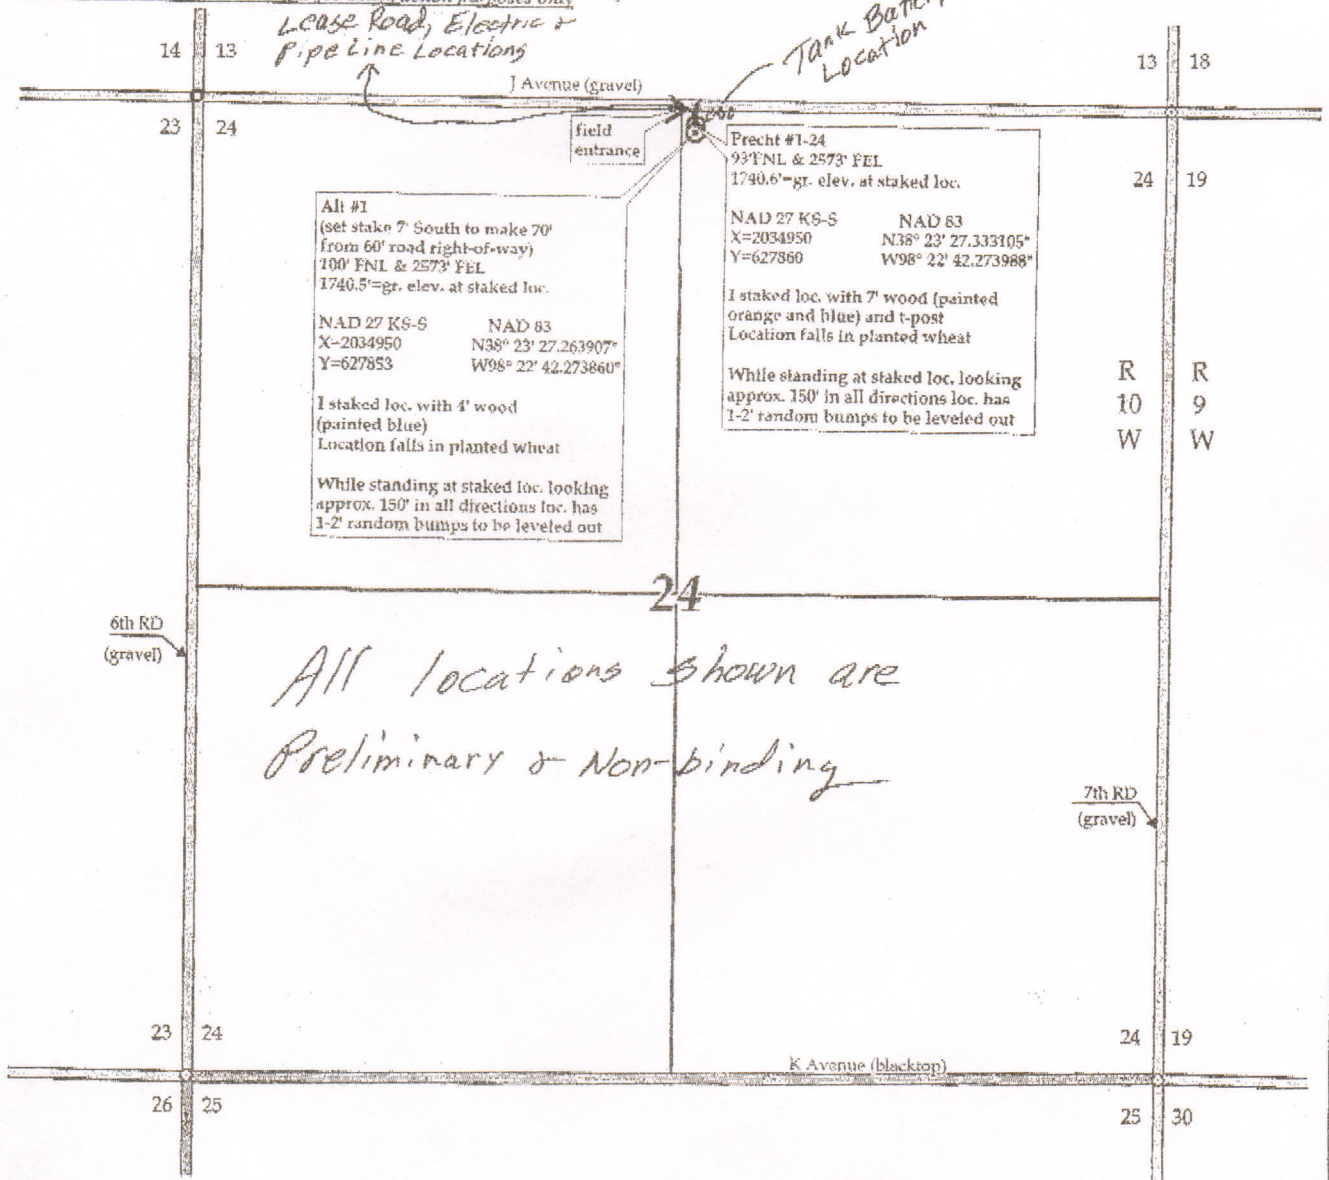 purposes only
Lease Road, Electric &
Pipe Line Locations
Tank Battery
Location
14 13
13 18
J Avenue (gravel)
23 24
24 19
field
entrance
Precht #1-24
93'FNL & 2573' FEL
1740.6'=gr. elev. at staked loc.
NAD 27 KS-S NAD 83
X=2034950 N38° 23' 27.333105"
Y=627860 W98° 22' 42.273988"
I staked loc. with 7' wood (painted
orange and blue) and t-post
Location falls in planted wheat
While standing at staked loc. looking
approx. 150' in all directions loc. has
1-2' random bumps to be leveled out
Alt #1
(set stake 7' South to make 70'
from 60' road right-of-way)
100' FNL & 2573' FEL
1740.5'=gr. elev. at staked loc.
NAD 27 KS-S NAD 83
X=2034950 N38° 23' 27.263907"
Y=627853 W98° 22' 42.273860"
I staked loc. with 4' wood
(painted blue)
Location falls in planted wheat
While standing at staked loc. looking
approx. 150' in all directions loc. has
1-2' random bumps to be leveled out
R R
10 9
W W
24
6th RD
(gravel)
All locations shown are
Preliminary & Non-binding
7th RD
(gravel)
23 24
24 19
K Avenue (blacktop)
26 25
25 30